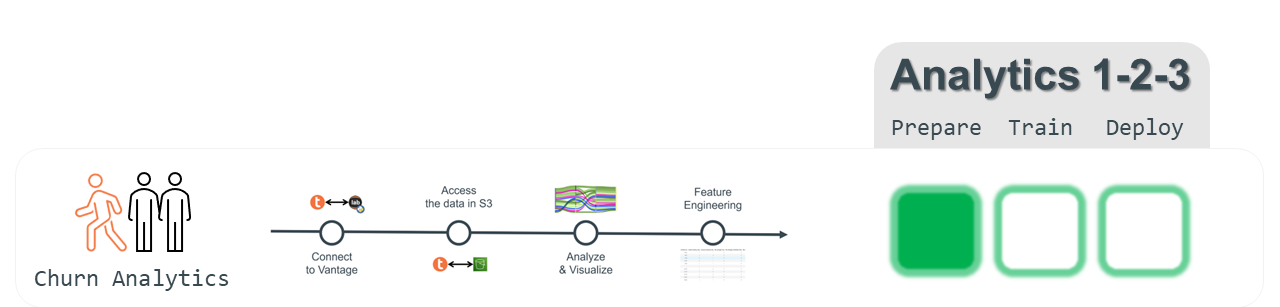 Analytics 1-2-3
Prepare Train Deploy
Churn Analytics
Connect
to Vantage
lab
Access
the data in S3
Analyze
& Visualize
Feature
Engineering